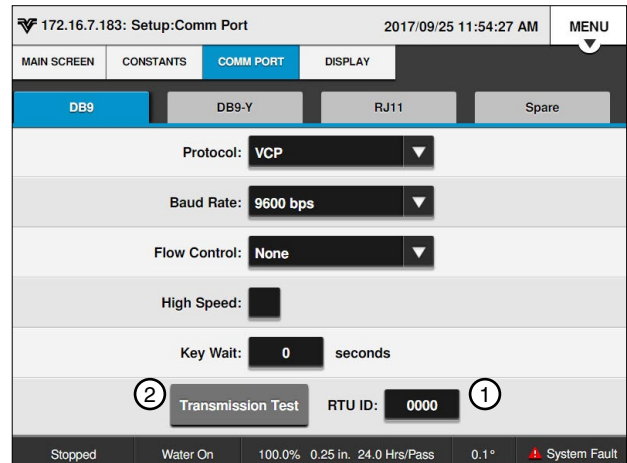 172.16.7.183: Setup:Comm Port 2017/09/25 11:54:27 AM MENU
MAIN SCREEN CONSTANTS COMM PORT DISPLAY
DB9 DB9-Y RJ11 Spare
Protocol: VCP
Baud Rate: 9600 bps
Flow Control: None
High Speed:
Key Wait: 0 seconds
2 Transmission Test RTU ID: 0000 1
Stopped Water On 100.0% 0.25 in. 24.0 Hrs/Pass 0.1° System Fault